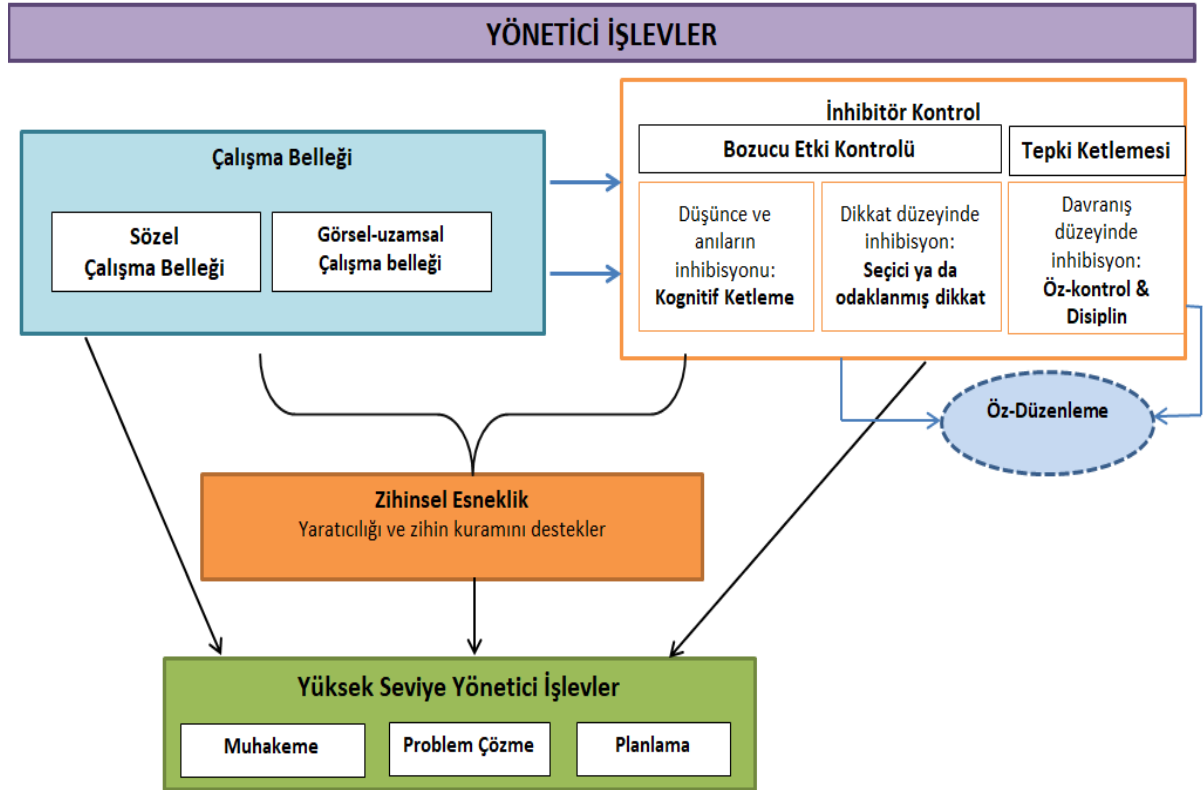 YÖNETİCİ İŞLEVLER
Çalışma Belleği
Sözel
Çalışma Belleği
Görsel-uzamsal
Çalışma belleği
İnhibitör Kontrol
Bozucu Etki Kontrolü
Tepki Ketlemesi
Düşünce ve
anıların
inhibisyonu:
Kognitif Ketleme
Dikkat düzeyinde
inhibisyon:
Seçici ya da
odaklanmış dikkat
Davranış
düzeyinde
inhibisyon:
Öz-kontrol &
Disiplin
Öz-Düzenleme
Zihinsel Esneklik
Yaratıcılığı ve zihin kuramını destekler
Yüksek Seviye Yönetici İşlevler
Muhakeme
Problem Çözme
Planlama